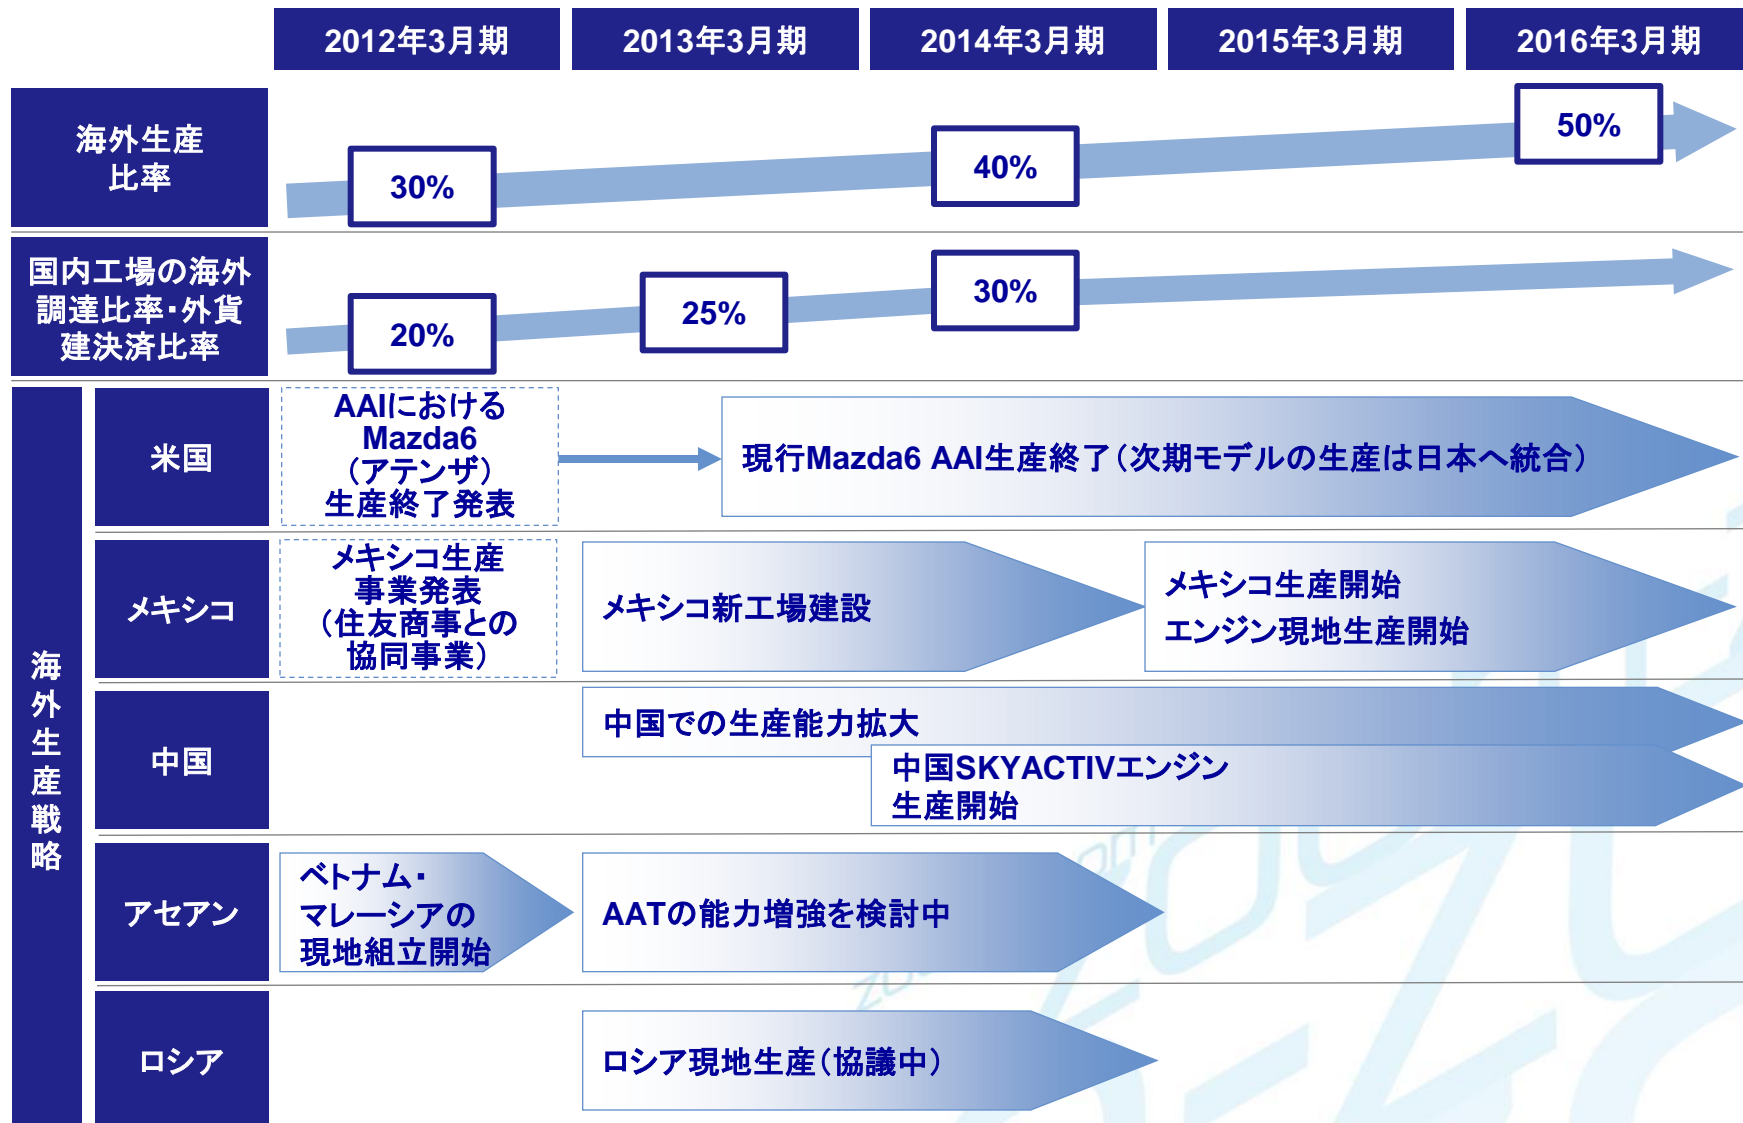 2012年3月期
2013年3月期
2014年3月期
2015年3月期
2016年3月期
海外生産
比率
30%
40%
50%
国内工場の海外
調達比率・外貨
建決済比率
20%
25%
30%
海外生産戦略
米国
AAIにおける
Mazda6
（アテンザ）
生産終了発表
現行Mazda6 AAI生産終了（次期モデルの生産は日本へ統合）
メキシコ
メキシコ生産
事業発表
（住友商事との
協同事業）
メキシコ新工場建設
メキシコ生産開始
エンジン現地生産開始
中国
中国での生産能力拡大
中国SKYACTIVエンジン
生産開始
アセアン
ベトナム・
マレーシアの
現地組立開始
AATの能力増強を検討中
ロシア
ロシア現地生産（協議中）